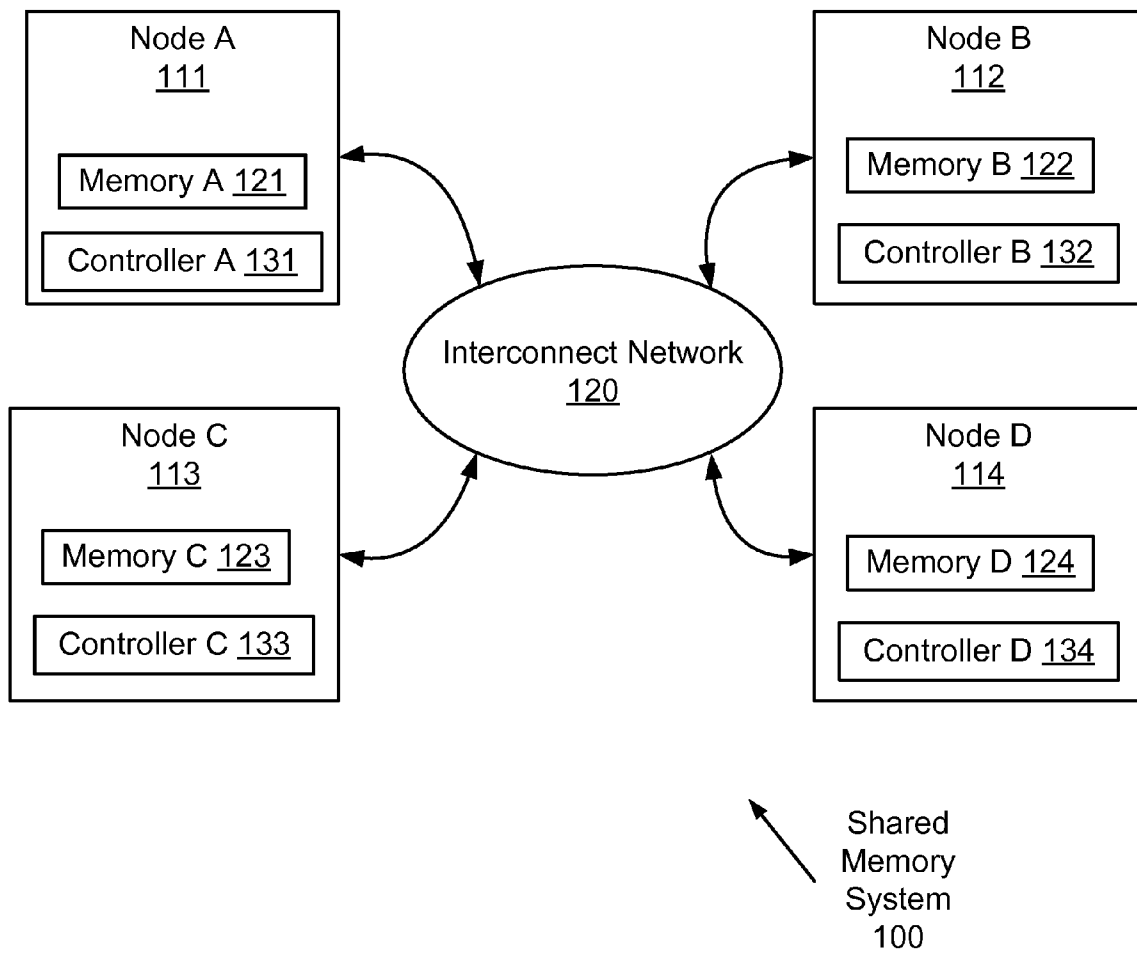 Node A
111
Memory A 121
Controller A 131
Node B
112
Memory B 122
Controller B 132
Interconnect Network
120
Node C
113
Memory C 123
Controller C 133
Node D
114
Memory D 124
Controller D 134
Shared
Memory
System
100